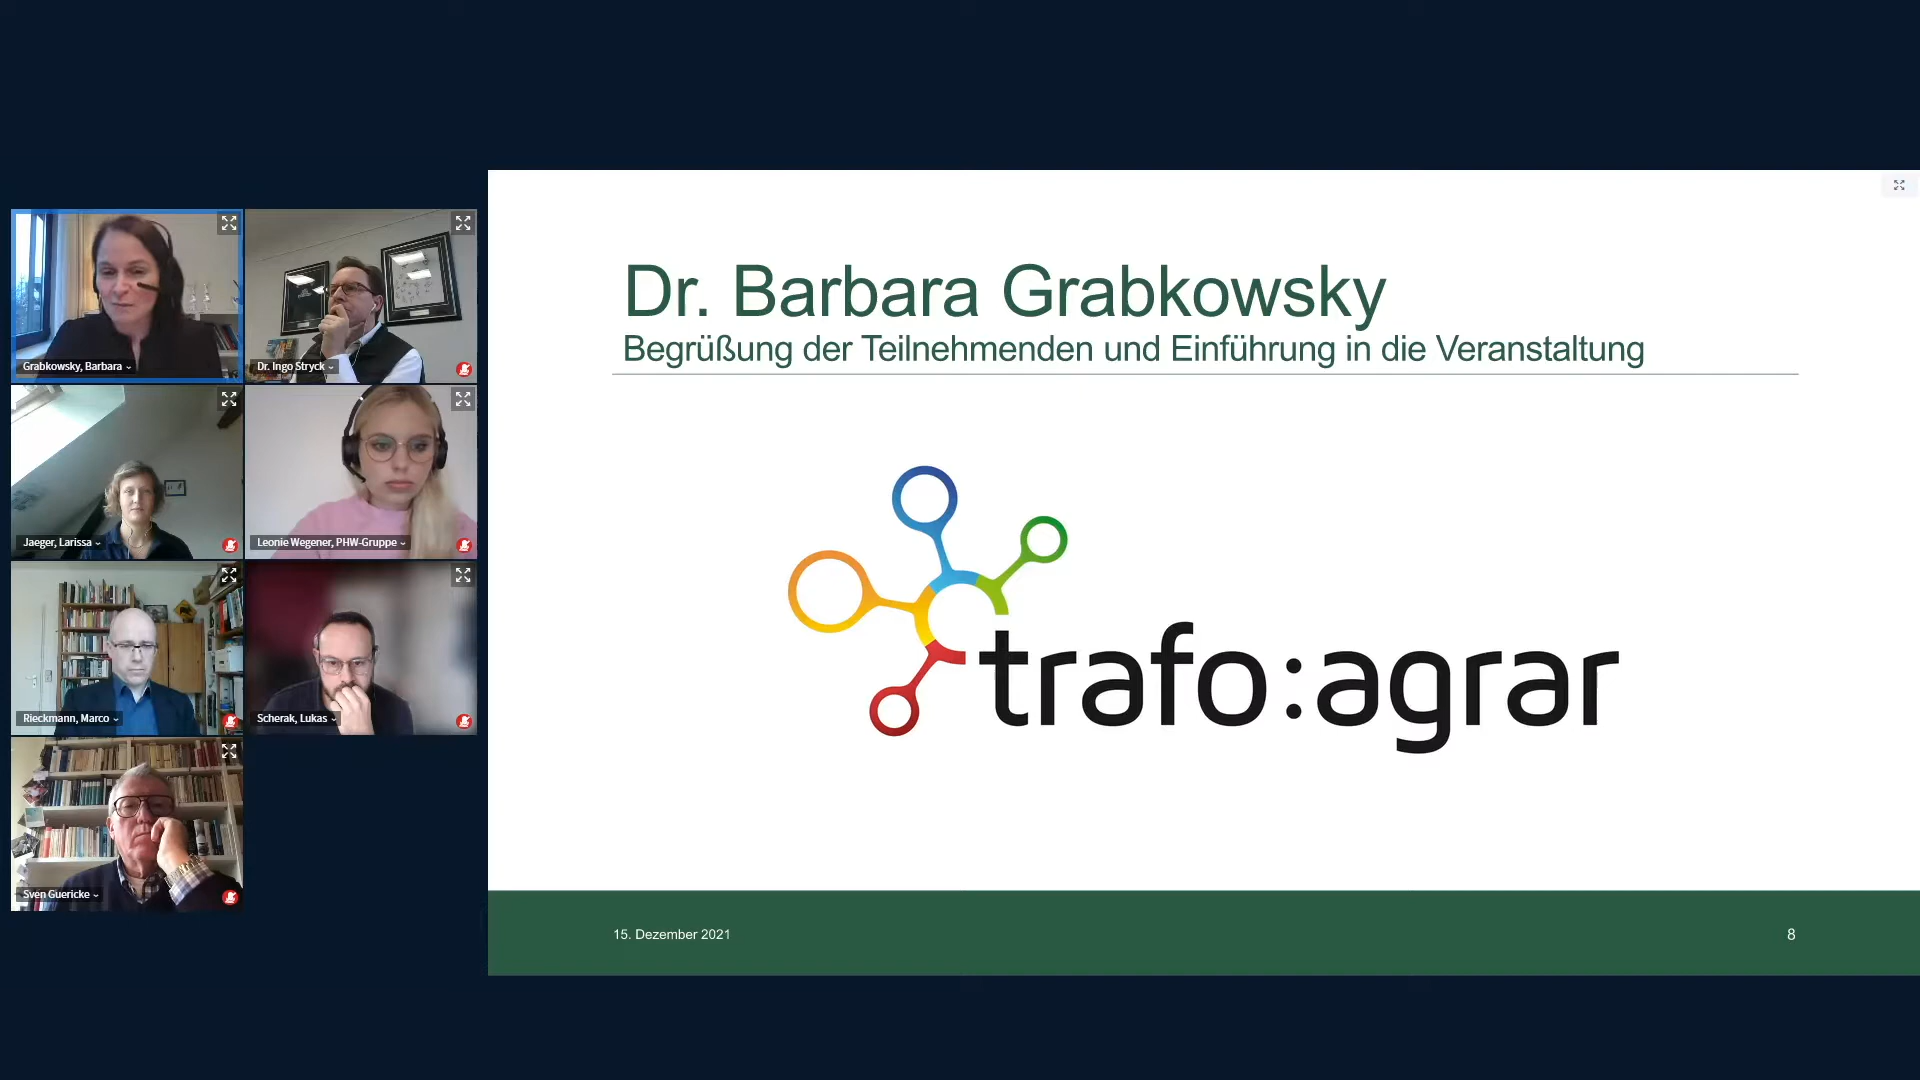 Grabkowsky, Barbara
Dr. Ingo Stryck
Jaeger, Larissa
Leonie Wegener, PHW-Gruppe
Rieckmann, Marco
Scherak, Lukas
Sven Guericke
Dr. Barbara Grabkowsky
Begrüßung der Teilnehmenden und Einführung in die Veranstaltung
trafo:agrar
15. Dezember 2021
8